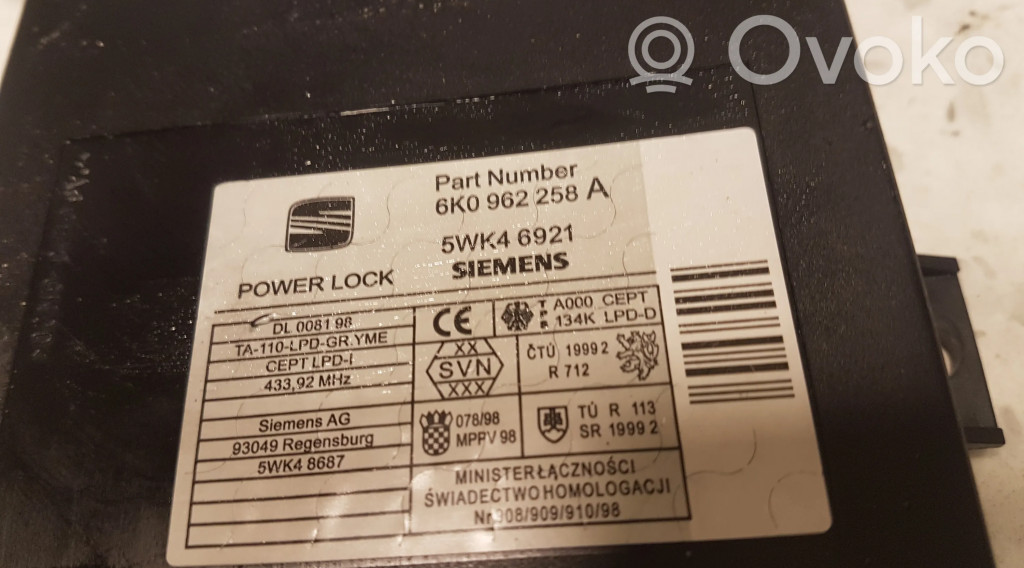 Ovoko
Part Number
6K0 962 258 A
5WK4 6921
SIEMENS
POWER LOCK
DL 0081 98
TA-110-LPD-GR.YME
CEPT LPD-I
433,92 MHz
Siemens AG
93049 Regensburg
5WK4 8687
CE
A000 CEPT
134K LPD-D
XX
SVN
XXX
ČTÚ 1999 2
R 712
078/98
MPPV 98
TÚ R 113
SR 1999 2
MINISTER ŁĄCZNOŚCI
ŚWIADECTWO HOMOLOGACJI
Nr 908/909/910/98